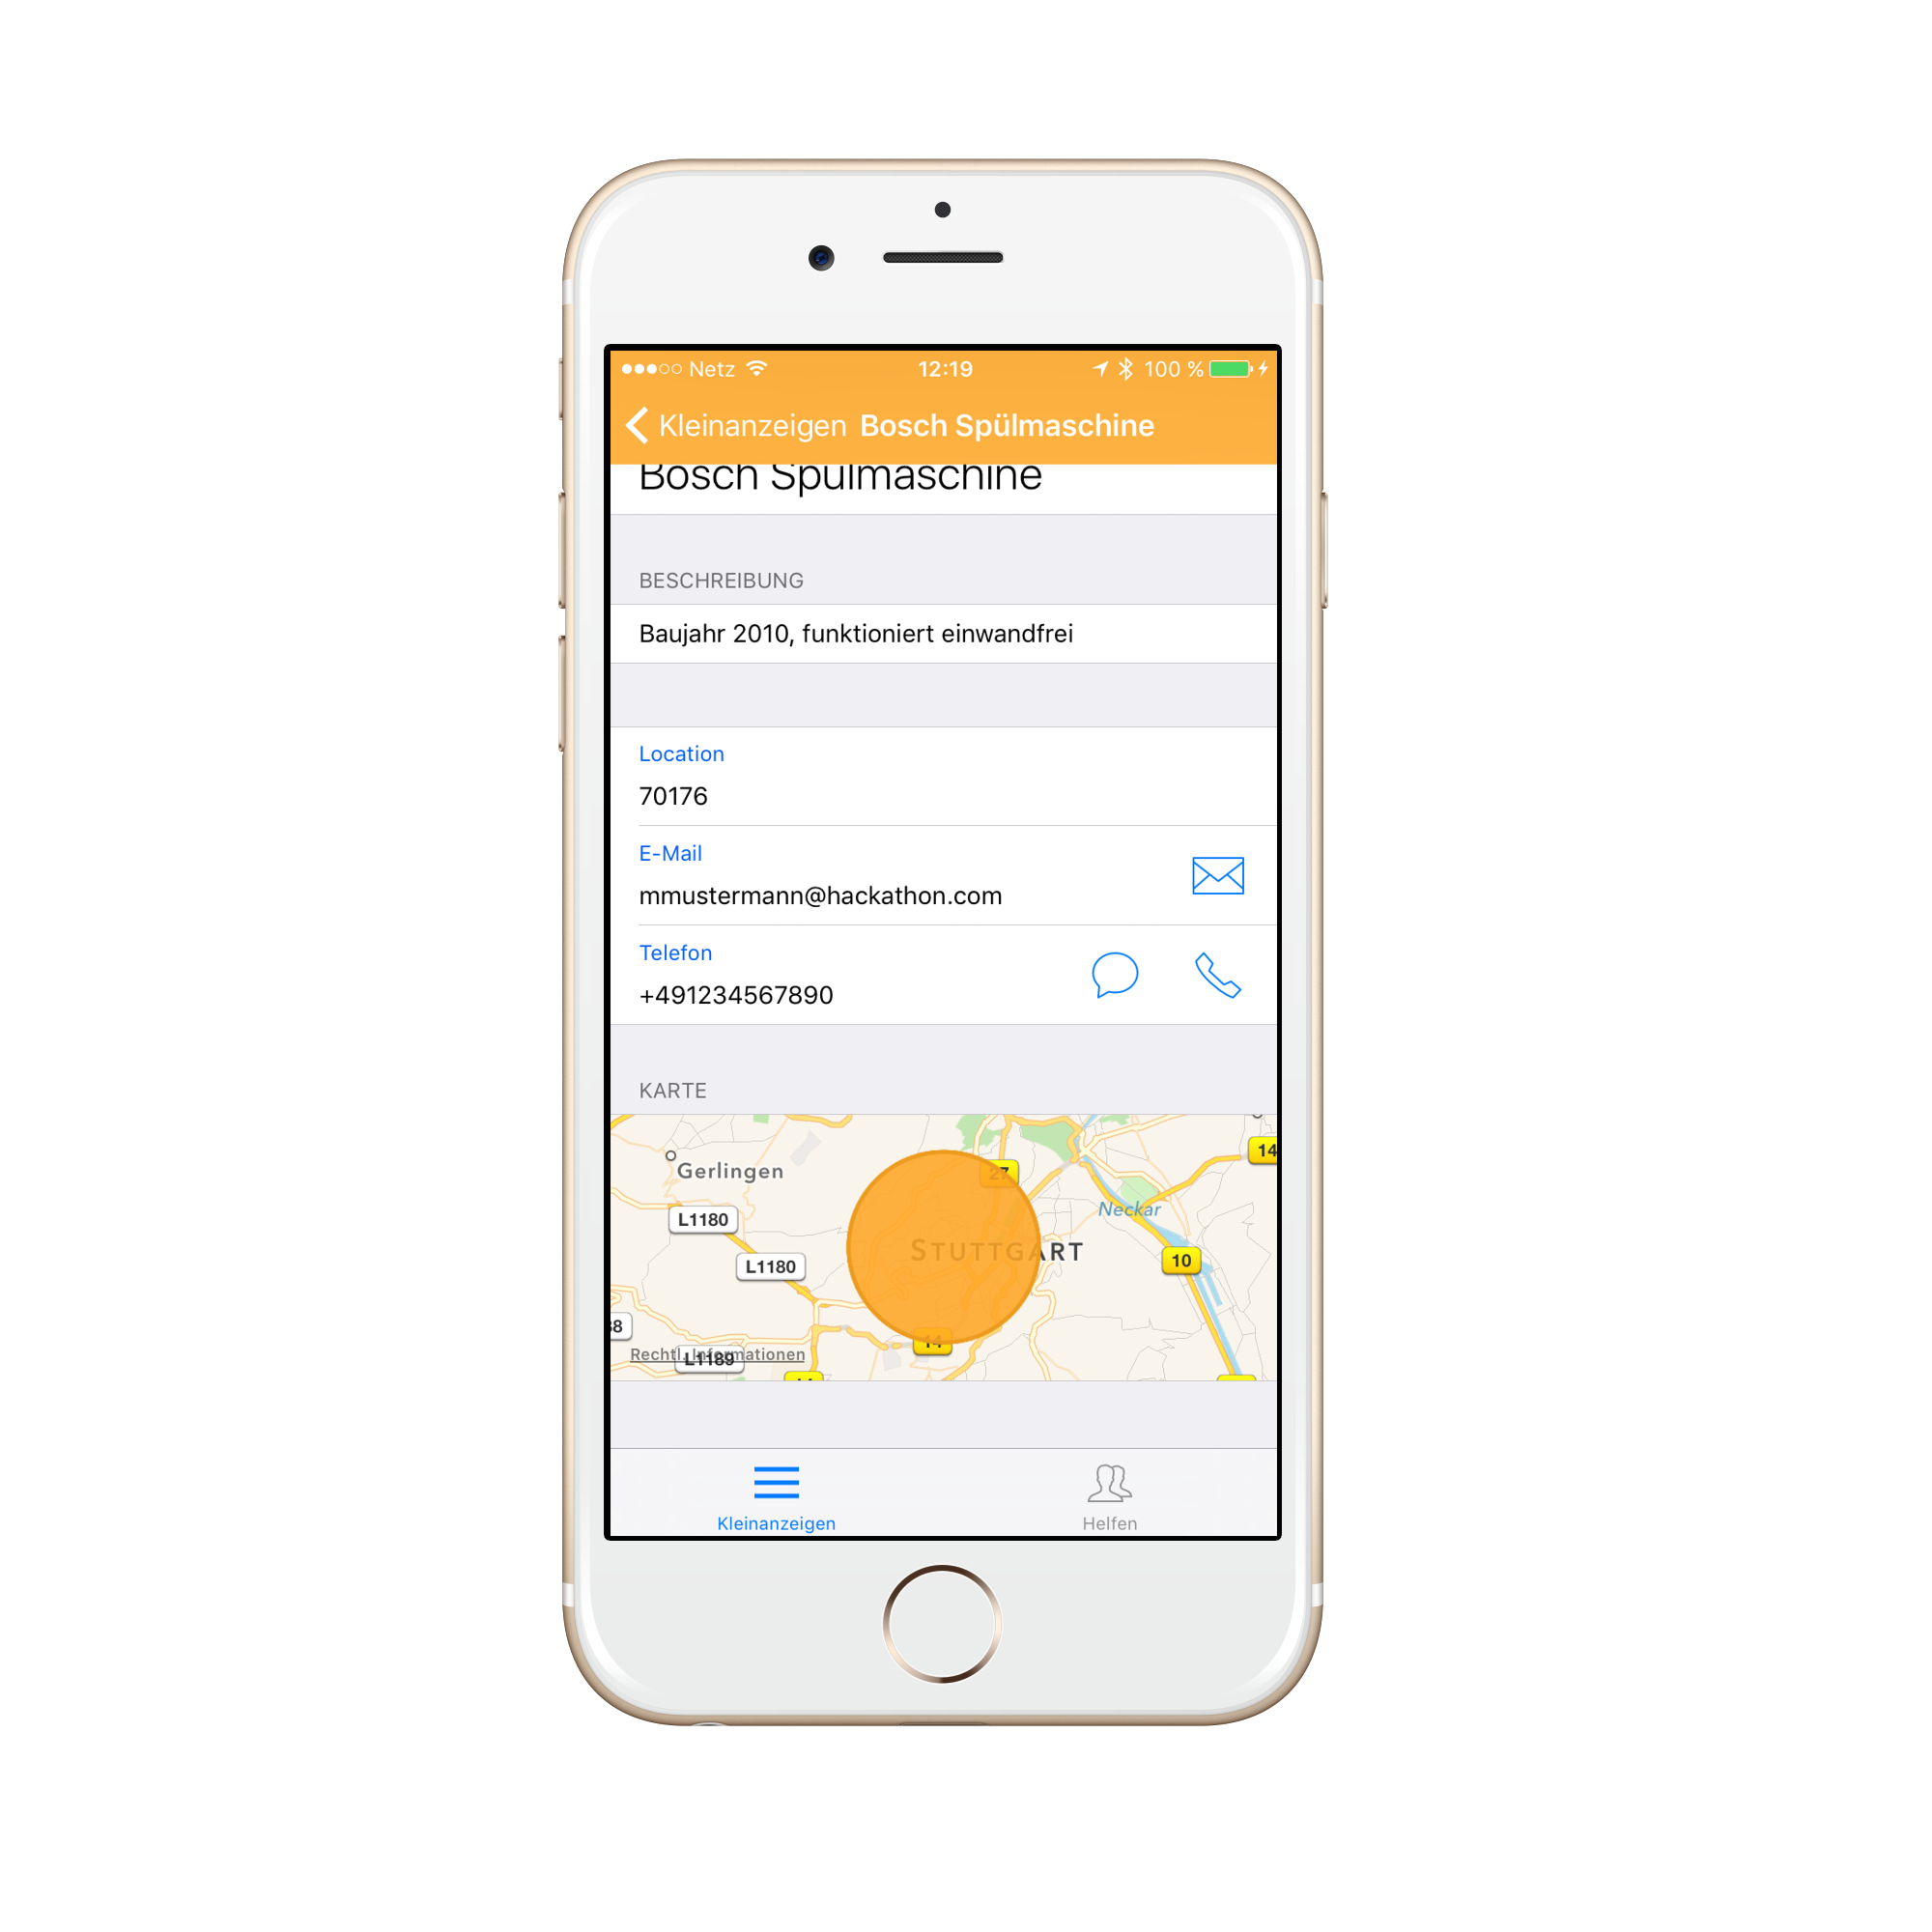 Netz 12:19 100 %
Kleinanzeigen Bosch Spülmaschine
Bosch Spülmaschine
BESCHREIBUNG
Baujahr 2010, funktioniert einwandfrei
Location
70176
E-Mail
mmustermann@hackathon.com
Telefon
+491234567890
KARTE
14
Gerlingen
27
Neckar
L1180
STUTTGART
10
L1180
14
Rechtl. Informationen
L1189
Kleinanzeigen
Helfen